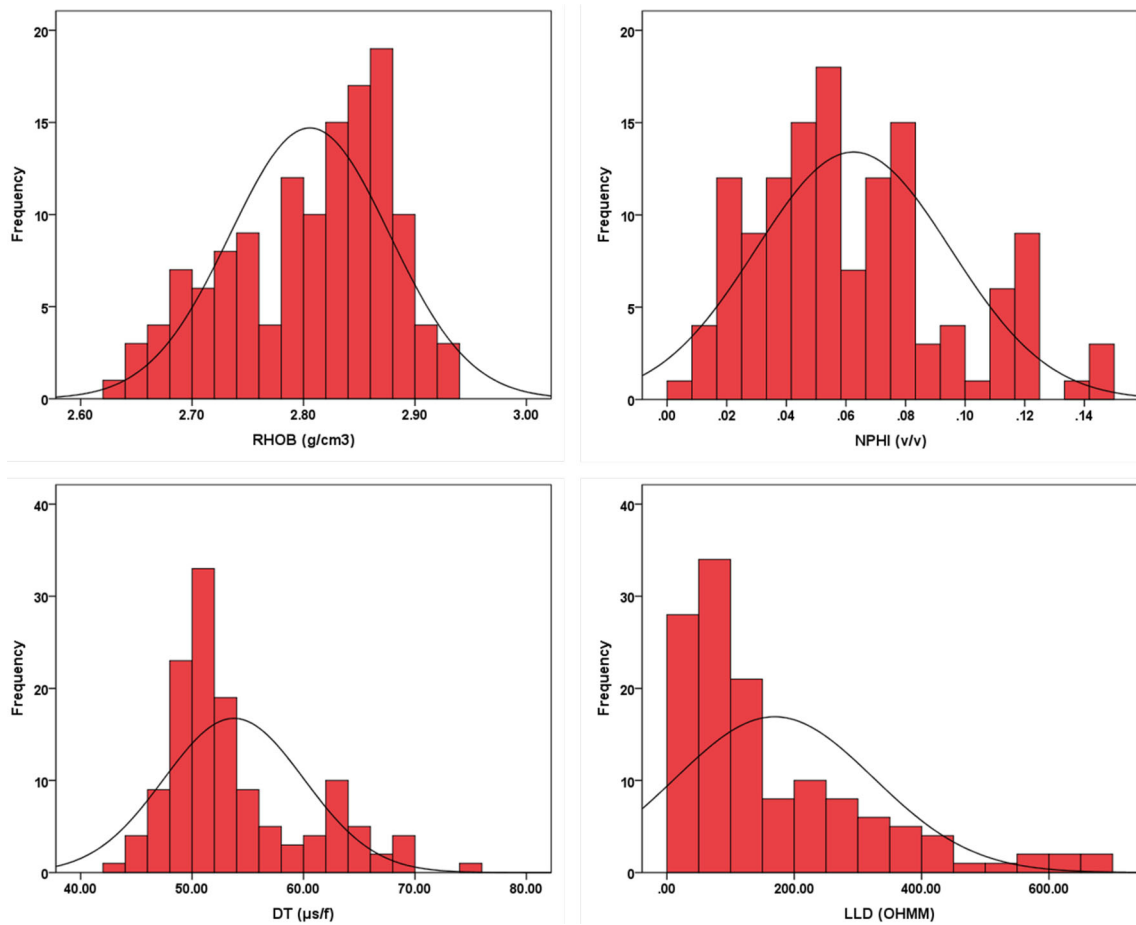 20
15
10
5
0
Frequency
2.60 2.70 2.80 2.90 3.00
RHOB (g/cm3)
20
15
10
5
0
Frequency
.00 .02 .04 .06 .08 .10 .12 .14
NPHI (v/v)
40
30
20
10
0
Frequency
40.00 50.00 60.00 70.00 80.00
DT (µs/f)
40
30
20
10
0
Frequency
.00 200.00 400.00 600.00
LLD (OHMM)